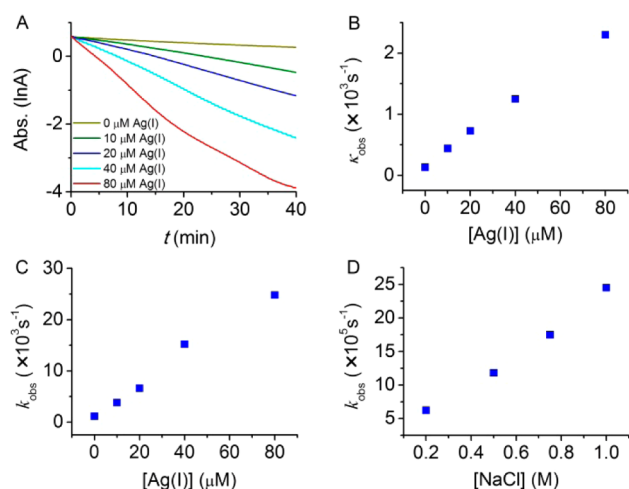 A
0
-2
-4
Abs. (lnA)
0 μM Ag(I)
10 μM Ag(I)
20 μM Ag(I)
40 μM Ag(I)
80 μM Ag(I)
0 10 20 30 40
t (min)
B
2
1
0
κobs (×10³s⁻¹)
0 20 40 60 80
[Ag(I)] (μM)
C
30
20
10
0
kobs (×10³s⁻¹)
0 20 40 60 80
[Ag(I)] (μM)
D
25
20
15
10
5
kobs (×10⁵s⁻¹)
0.2 0.4 0.6 0.8 1.0
[NaCl] (M)